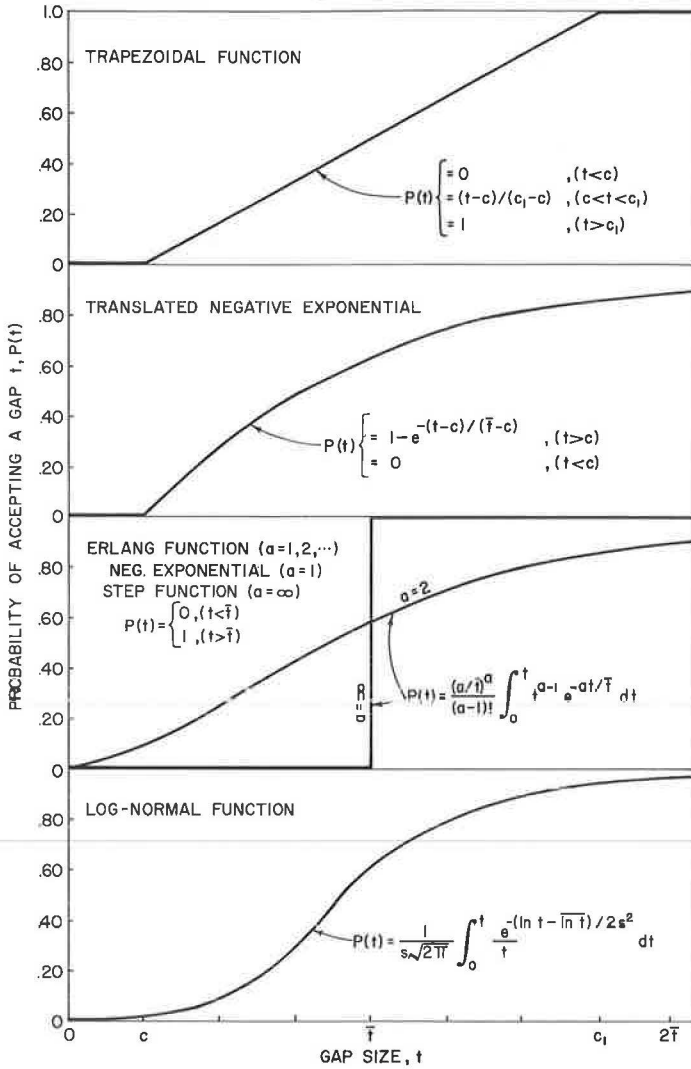 1.0
.80
.60
.40
.20
0
TRAPEZOIDAL FUNCTION
P(t) { = 0 , (t<c)
= (t-c)/(c₁-c) , (c<t<c₁)
= 1 , (t>c₁)
.80
.60
.40
.20
0
TRANSLATED NEGATIVE EXPONENTIAL
P(t) { = 1-e^-(t-c)/(t̄-c) , (t>c)
= 0 , (t<c)
.80
.60
.40
.20
0
ERLANG FUNCTION (a=1,2,⋯)
NEG. EXPONENTIAL (a=1)
STEP FUNCTION (a=∞)
P(t)= { 0 , (t<t̄)
1 , (t>t̄)
a=2
a=∞
P(t)= (a/t̄)^a / (a-1)! ∫₀^t t^a-1 e^-at/t̄ dt
.80
.60
.40
.20
0
LOG-NORMAL FUNCTION
P(t)= 1 / s√2π ∫₀^t e^-(ln t - \overline{ln t})/2s² / t dt
0 c t̄ c₁ 2t̄
GAP SIZE, t
PROBABILITY OF ACCEPTING A GAP t, P(t)